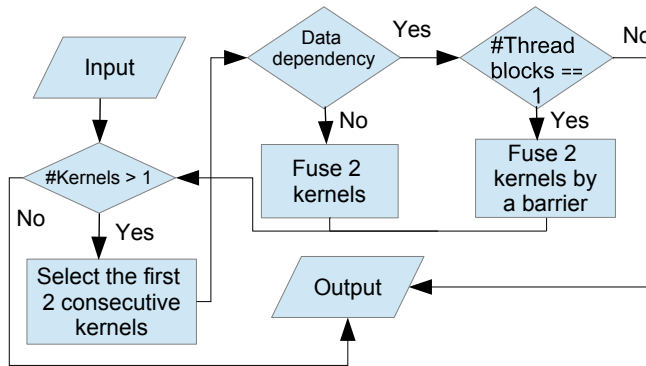 Input
#Kernels > 1
No
Yes
Select the first
2 consecutive
kernels
Data
dependency
Yes
No
Fuse 2
kernels
#Thread
blocks ==
1
No
Yes
Fuse 2
kernels by
a barrier
Output